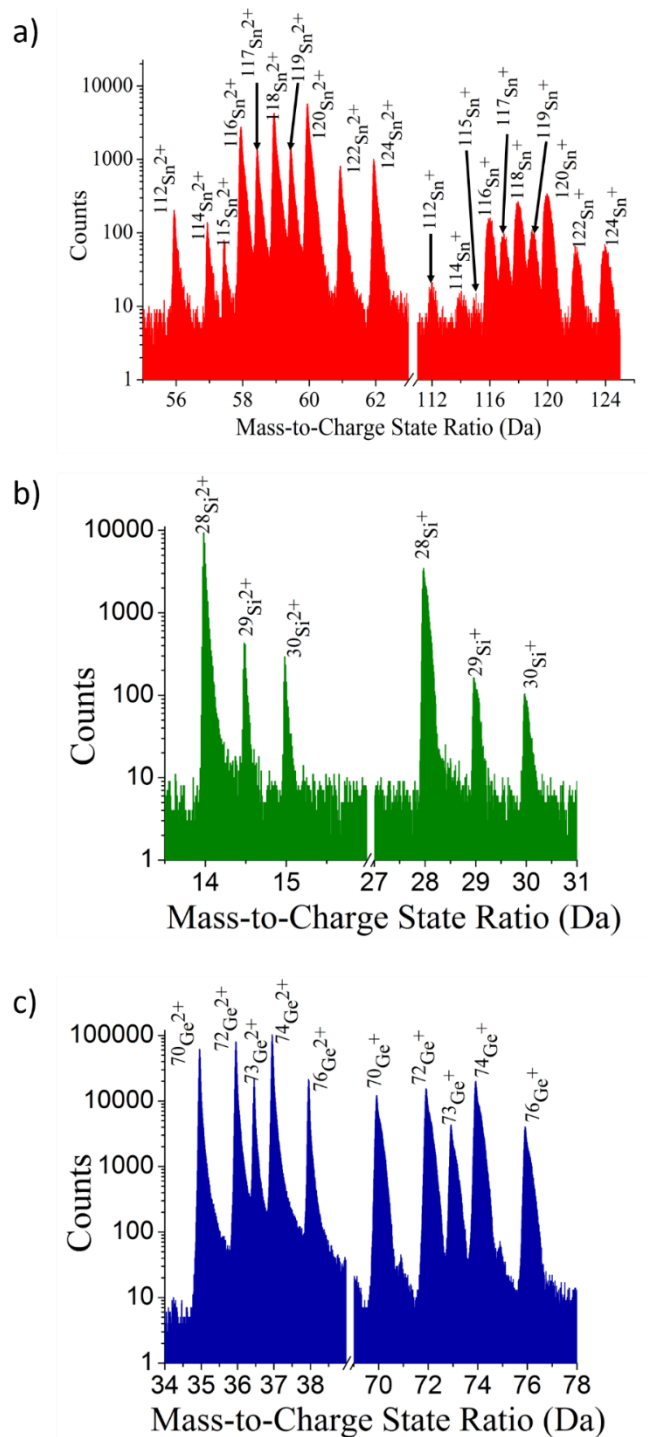 a)
112Sn2+ 114Sn2+ 115Sn2+ 116Sn2+ 117Sn2+ 118Sn2+ 119Sn2+ 120Sn2+ 122Sn2+ 124Sn2+ 112Sn+ 114Sn+ 115Sn+ 116Sn+ 117Sn+ 118Sn+ 119Sn+ 120Sn+ 122Sn+ 124Sn+
10000
1000
100
10
1
Counts
56 58 60 62 112 116 120 124
Mass-to-Charge State Ratio (Da)
b)
28Si2+ 29Si2+ 30Si2+ 28Si+ 29Si+ 30Si+
10000
1000
100
10
1
Counts
14 15 27 28 29 30 31
Mass-to-Charge State Ratio (Da)
c)
70Ge2+ 72Ge2+ 73Ge2+ 74Ge2+ 76Ge2+ 70Ge+ 72Ge+ 73Ge+ 74Ge+ 76Ge+
100000
10000
1000
100
10
1
Counts
34 35 36 37 38 70 72 74 76 78
Mass-to-Charge State Ratio (Da)